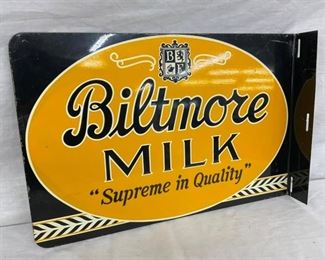 Biltmore
MILK
"Supreme in Quality"